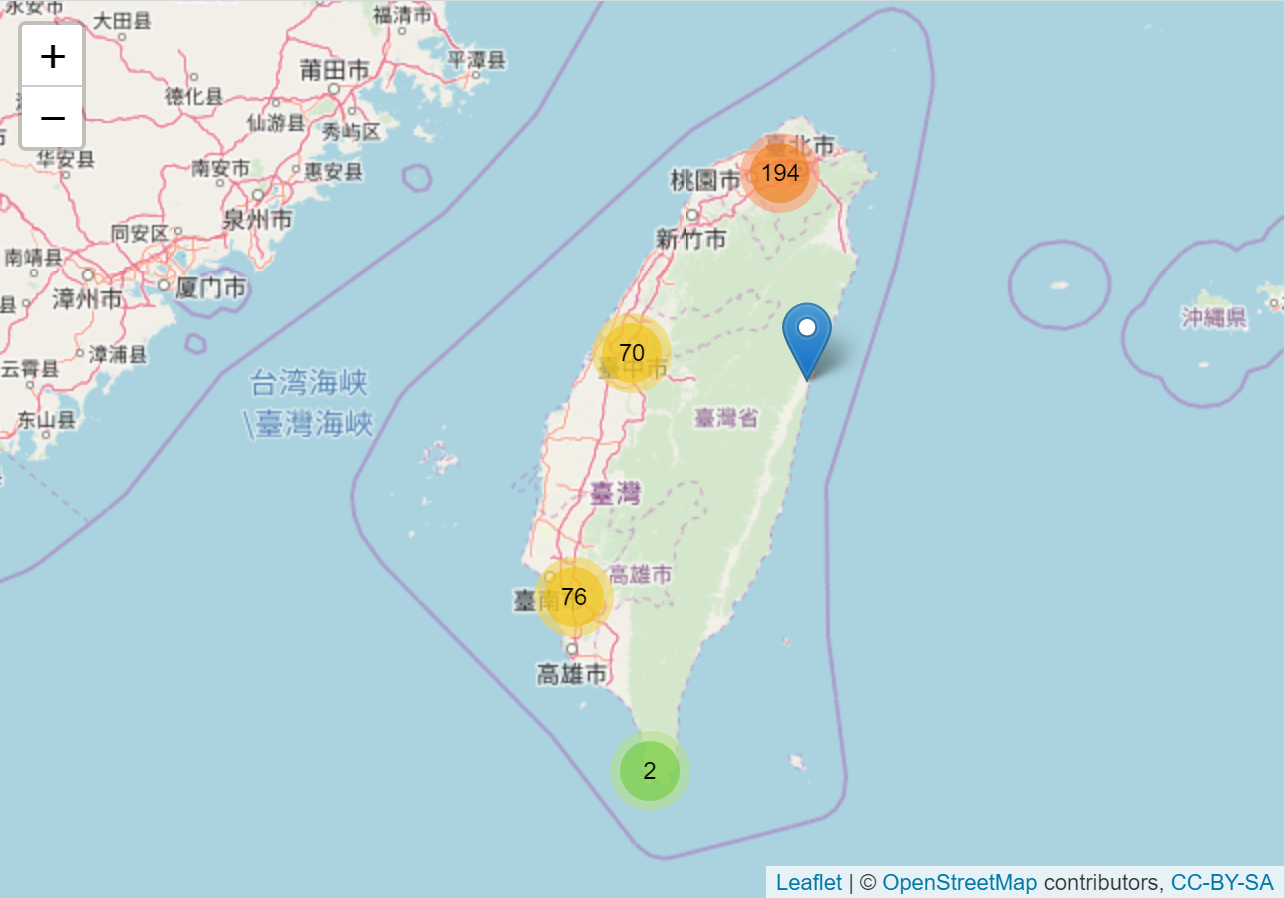 永安市
大田县
福清市
平潭县
+
莆田市
德化县
仙游县
秀屿区
−
臺北市
华安县
南安市
惠安县
桃園市
194
泉州市
同安区
新竹市
南靖县
厦门市
漳州市
县
沖縄県
漳浦县
70
臺中市
云霄县
台湾海峡
\臺灣海峽
东山县
臺灣省
臺灣
高雄市
76
臺南
高雄市
2
Leaflet | © OpenStreetMap contributors, CC-BY-SA